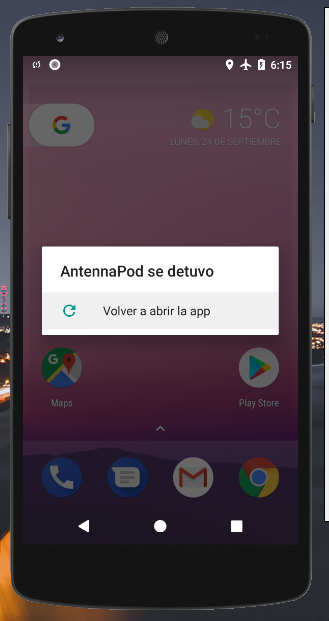 6:15
15°C
LUNES, 24 DE SEPTIEMBRE
AntennaPod se detuvo
Volver a abrir la app
Maps
Play Store